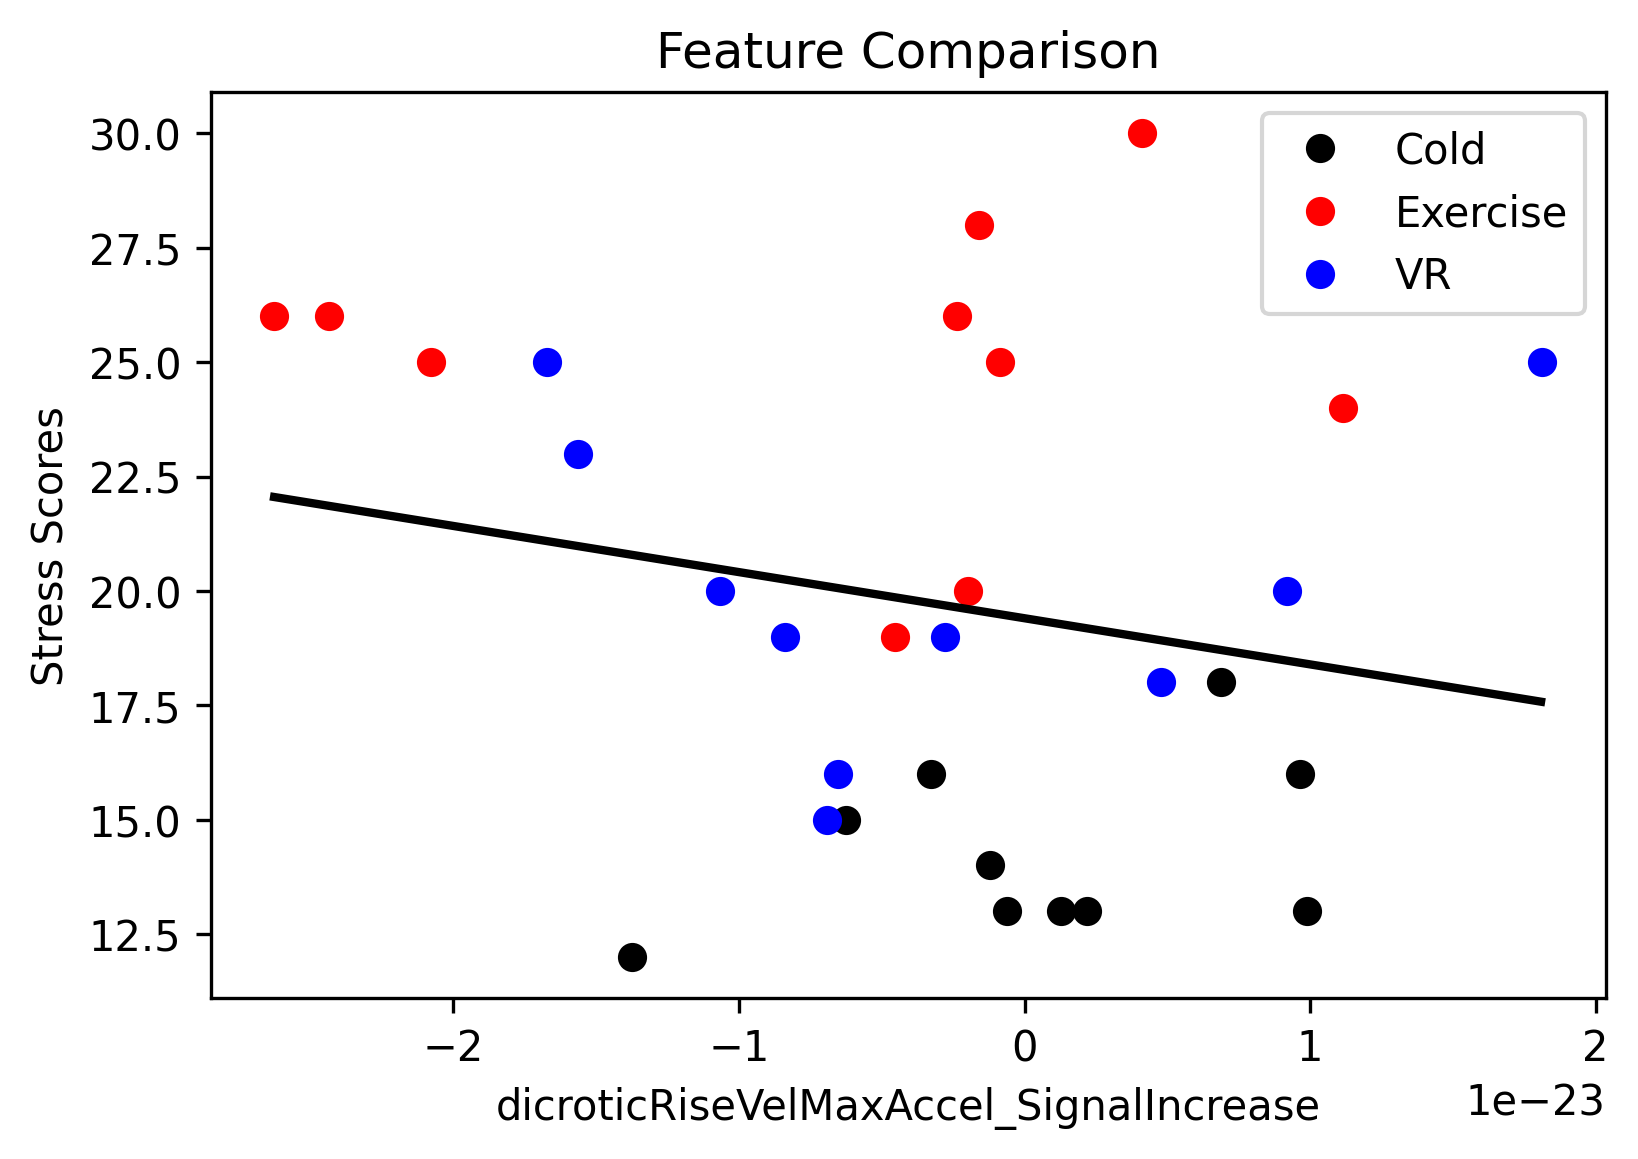 Feature Comparison
30.0
27.5
25.0
22.5
20.0
17.5
15.0
12.5
Stress Scores
Cold
Exercise
VR
−2
−1
0
1
2
1e−23
dicroticRiseVelMaxAccel_SignalIncrease